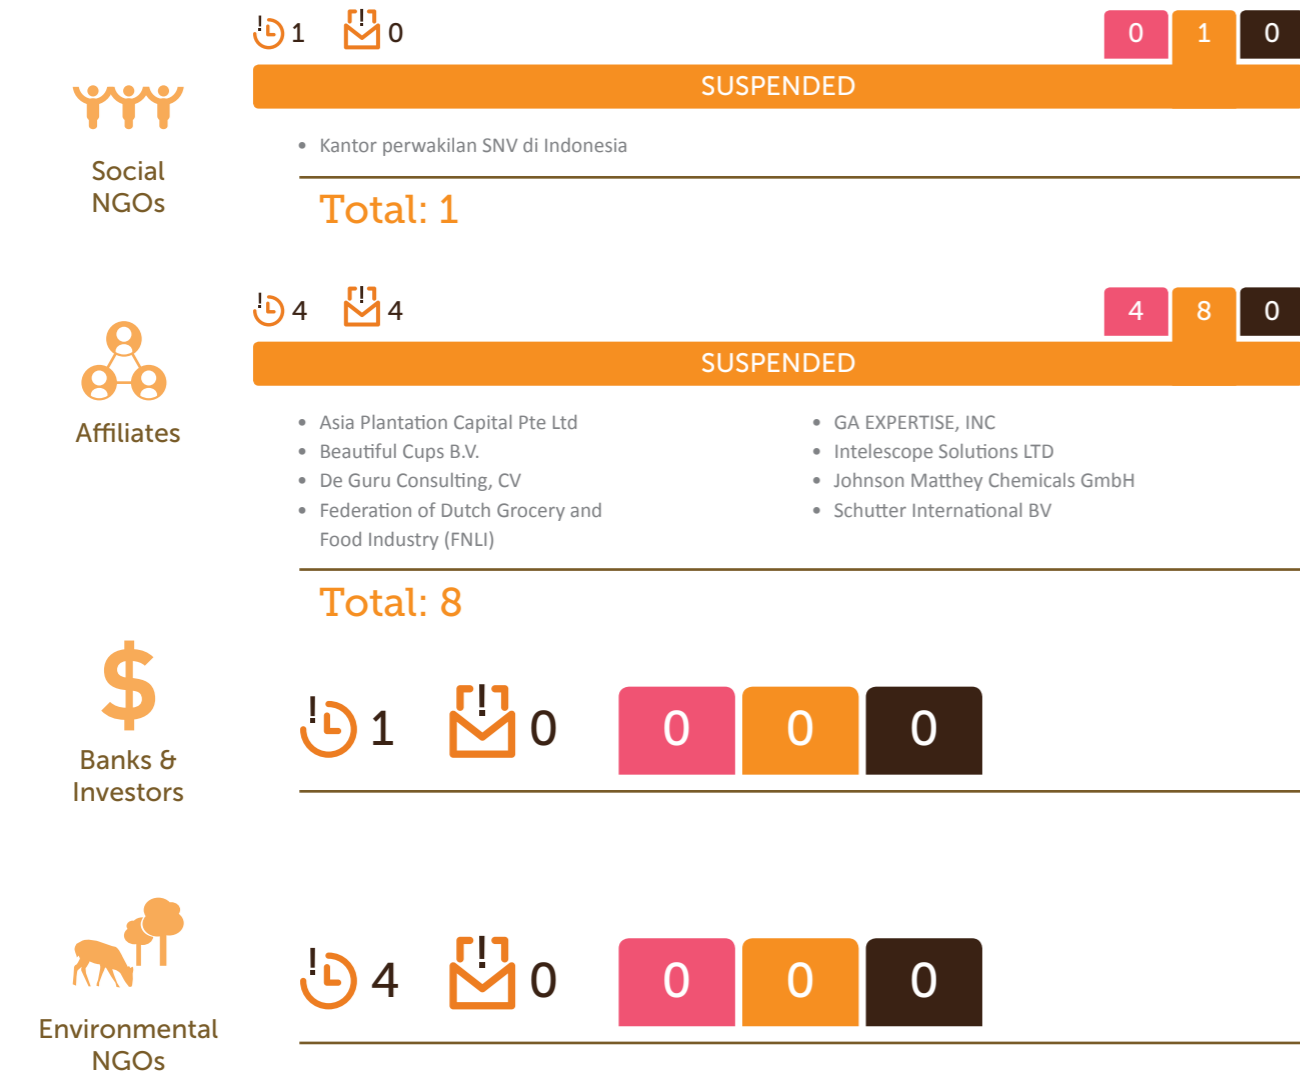 1 0 0 1 0
SUSPENDED
Social
NGOs
• Kantor perwakilan SNV di Indonesia
Total: 1
4 4 4 8 0
SUSPENDED
Affiliates
• Asia Plantation Capital Pte Ltd
• Beautiful Cups B.V.
• De Guru Consulting, CV
• Federation of Dutch Grocery and
Food Industry (FNLI)
• GA EXPERTISE, INC
• Intelescope Solutions LTD
• Johnson Matthey Chemicals GmbH
• Schutter International BV
Total: 8
$
Banks &
Investors
! 1 ! 0 0 0 0
Environmental
NGOs
! 4 ! 0 0 0 0